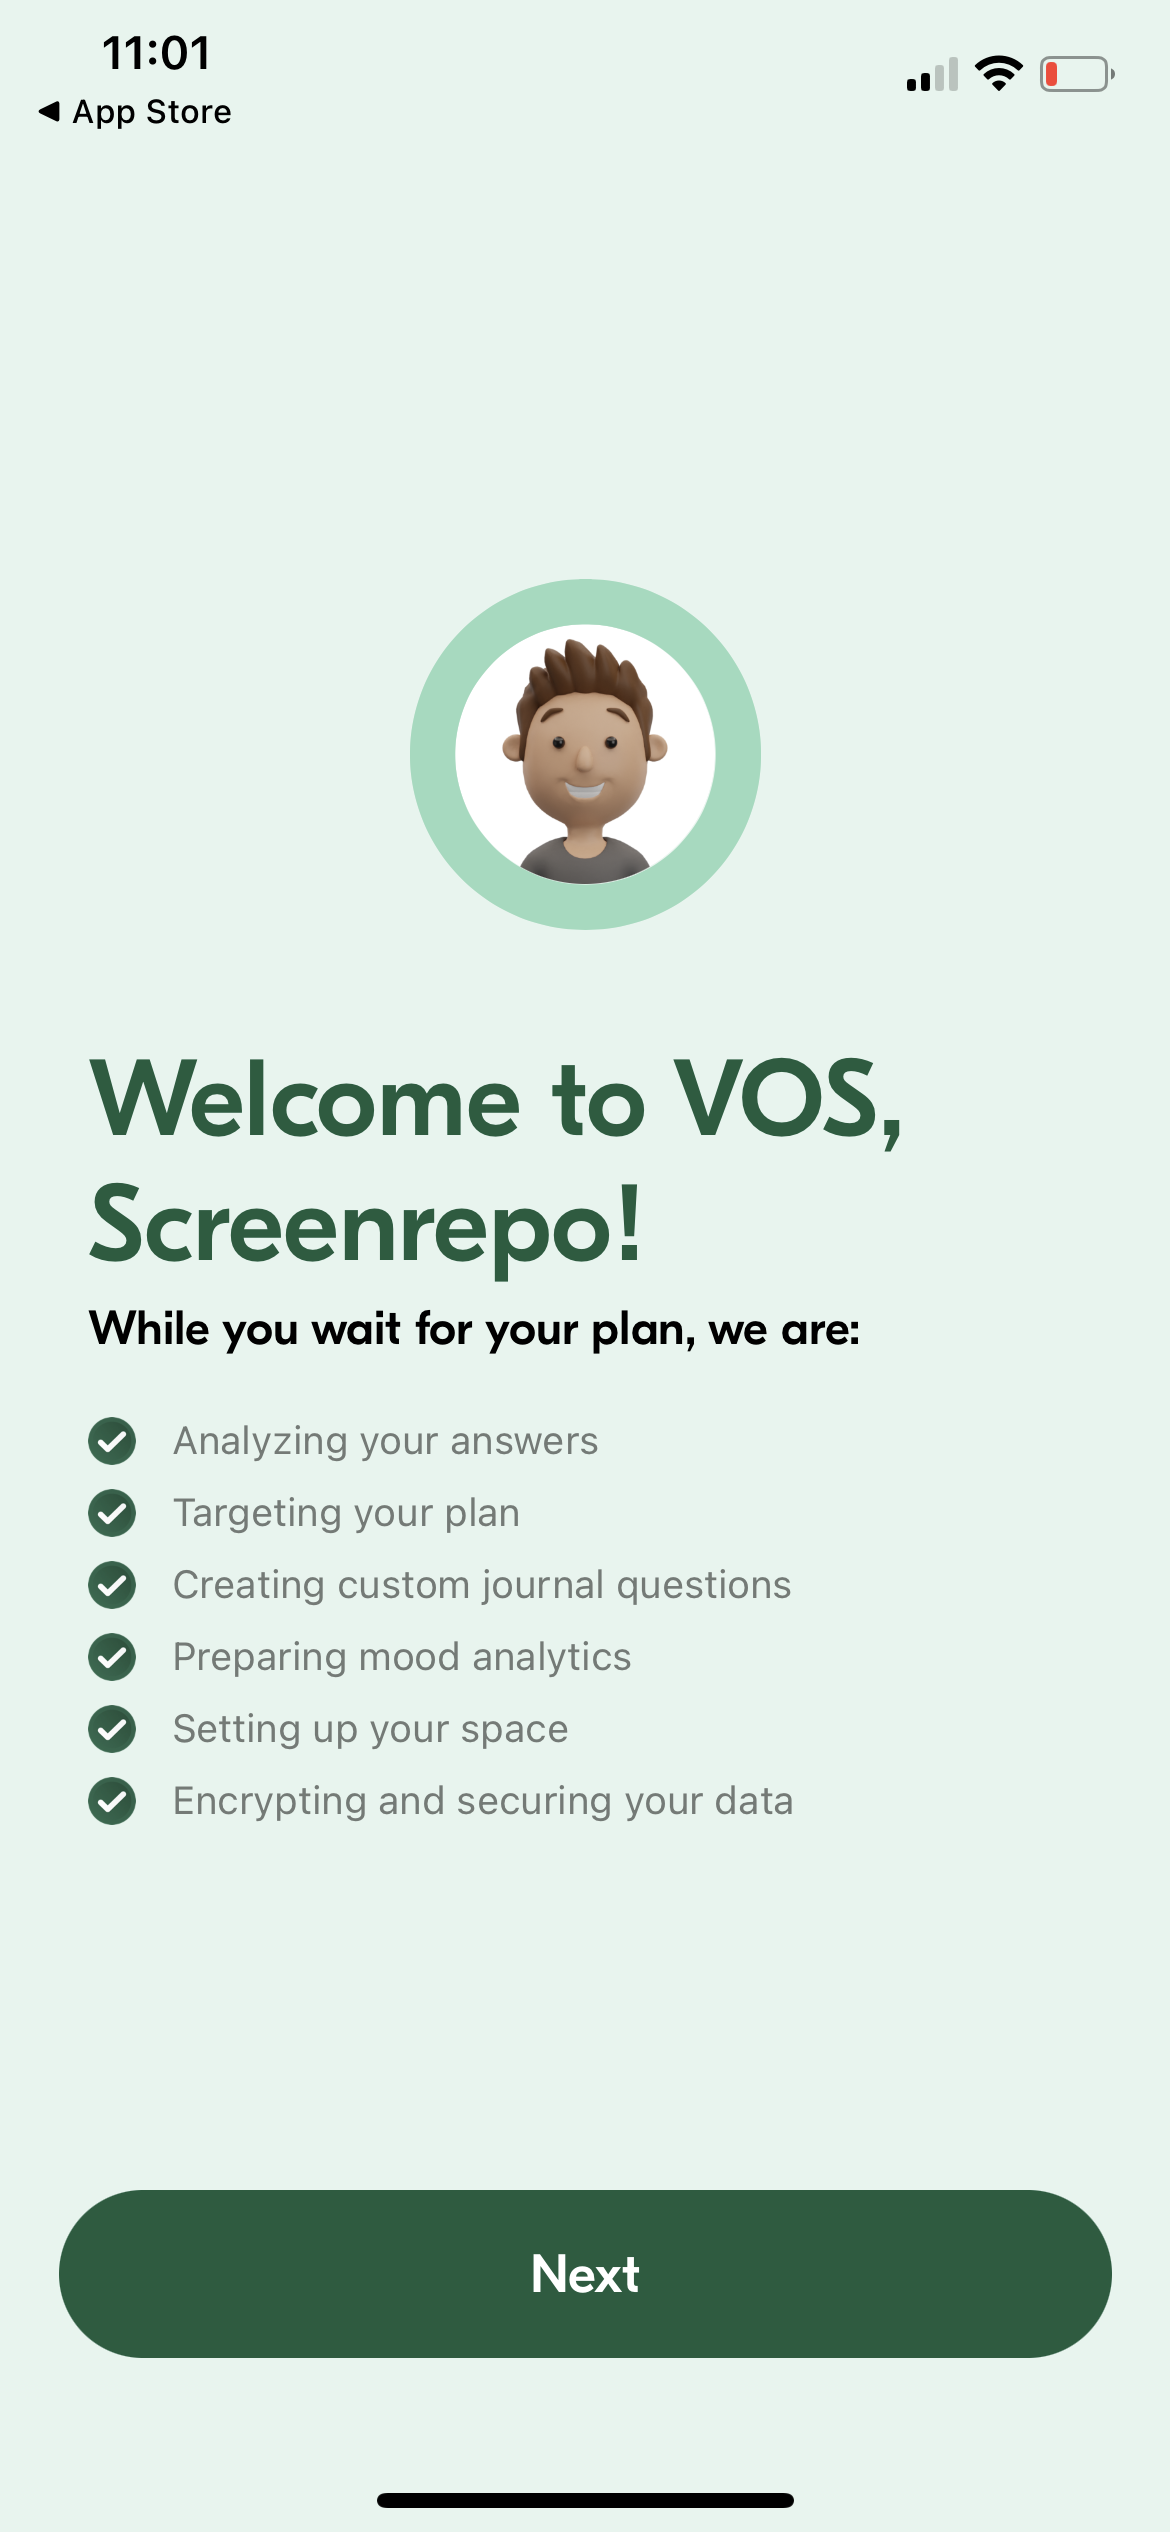 11:01
App Store
Welcome to VOS,
Screenrepo!
While you wait for your plan, we are:
Analyzing your answers
Targeting your plan
Creating custom journal questions
Preparing mood analytics
Setting up your space
Encrypting and securing your data
Next